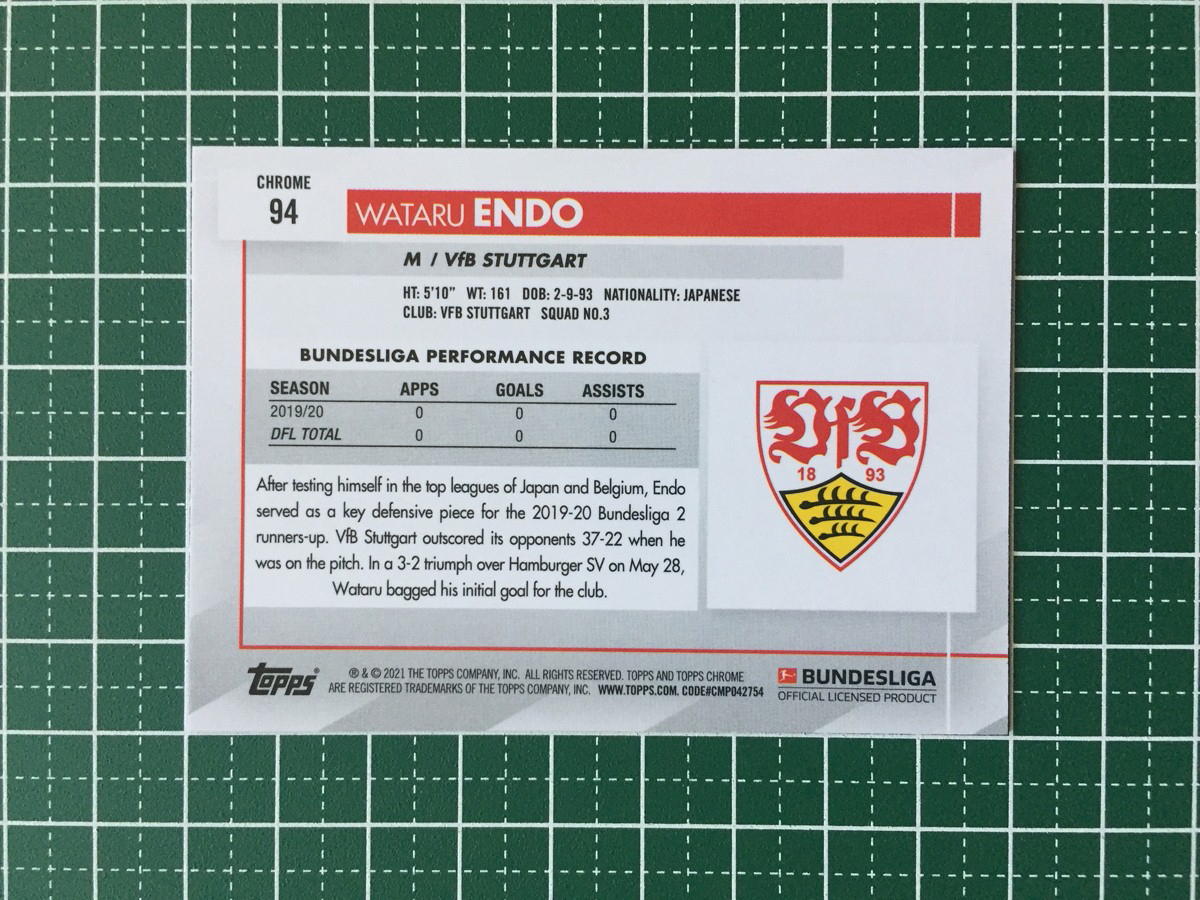 CHROME
94
WATARU ENDO
M / VfB STUTTGART
HT: 5'10" WT: 161 DOB: 2-9-93 NATIONALITY: JAPANESE
CLUB: VFB STUTTGART SQUAD NO.3
BUNDESLIGA PERFORMANCE RECORD
SEASON APPS GOALS ASSISTS
2019/20 0 0 0
DFL TOTAL 0 0 0
After testing himself in the top leagues of Japan and Belgium, Endo
served as a key defensive piece for the 2019-20 Bundesliga 2
runners-up. VfB Stuttgart outscored its opponents 37-22 when he
was on the pitch. In a 3-2 triumph over Hamburger SV on May 28,
Wataru bagged his initial goal for the club.
VfB
18 93
Topps®
® & © 2021 THE TOPPS COMPANY, INC. ALL RIGHTS RESERVED. TOPPS AND TOPPS CHROME
ARE REGISTERED TRADEMARKS OF THE TOPPS COMPANY, INC. WWW.TOPPS.COM. CODE#CMP042754
BUNDESLIGA
OFFICIAL LICENSED PRODUCT